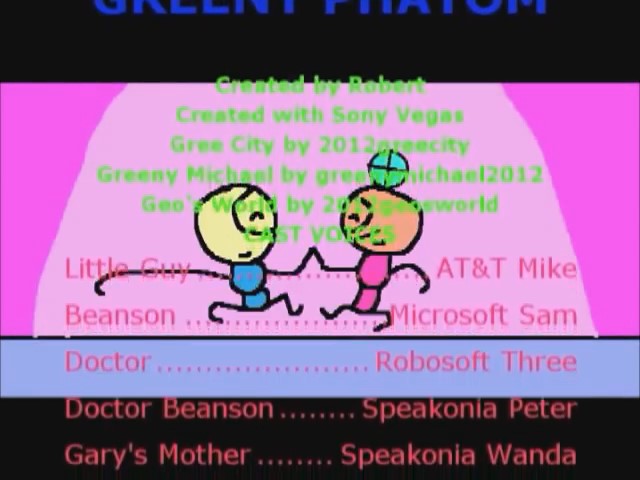 GREENY PHATOM
Created by Robert
Created with Sony Vegas
Gree City by 2012greecity
Greeny Michael by greenymichael2012
Geo's World by 2012geosworld
CAST VOICES
Little Guy ........................ AT&T Mike
Beanson .....................Microsoft Sam
Doctor ...................... Robosoft Three
Doctor Beanson ........ Speakonia Peter
Gary's Mother ........ Speakonia Wanda